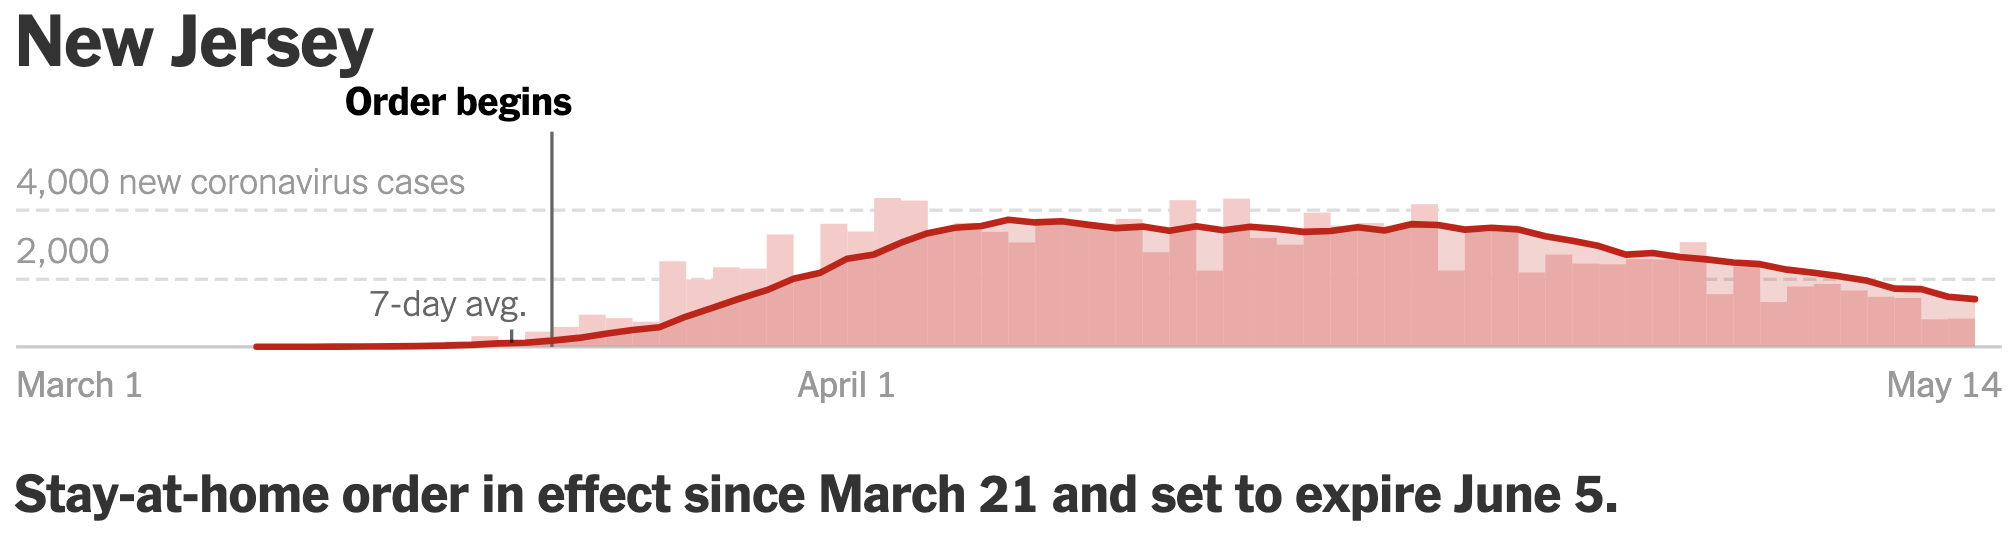 New Jersey
Order begins
4,000 new coronavirus cases
2,000
7-day avg.
March 1
April 1
May 14
Stay-at-home order in effect since March 21 and set to expire June 5.